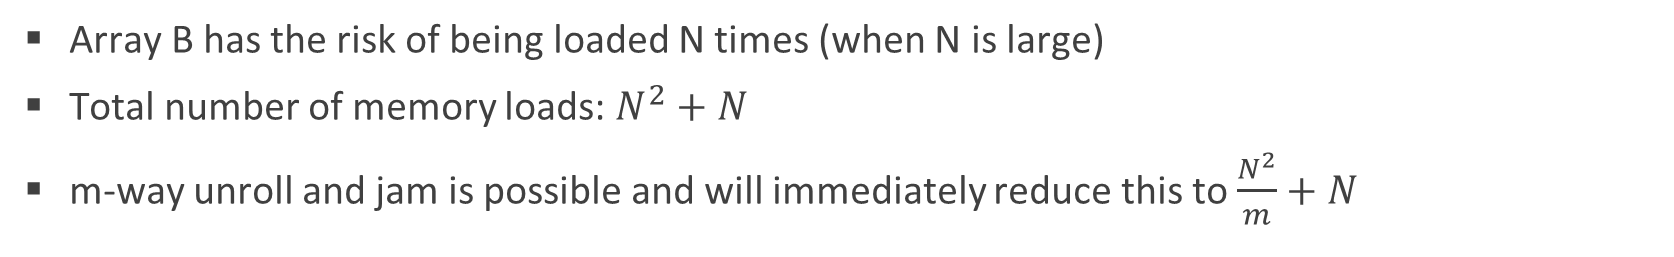 ▪ Array B has the risk of being loaded N times (when N is large)
▪ Total number of memory loads: N² + N
▪ m-way unroll and jam is possible and will immediately reduce this to N²/m + N